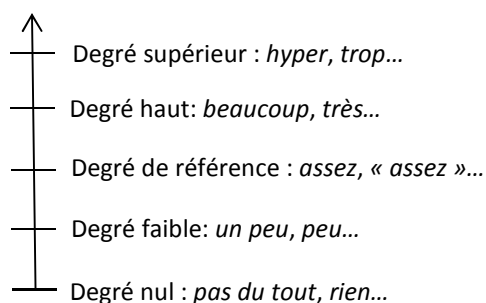 Degré supérieur : hyper, trop…
Degré haut: beaucoup, très…
Degré de référence : assez, « assez »…
Degré faible: un peu, peu…
Degré nul : pas du tout, rien…